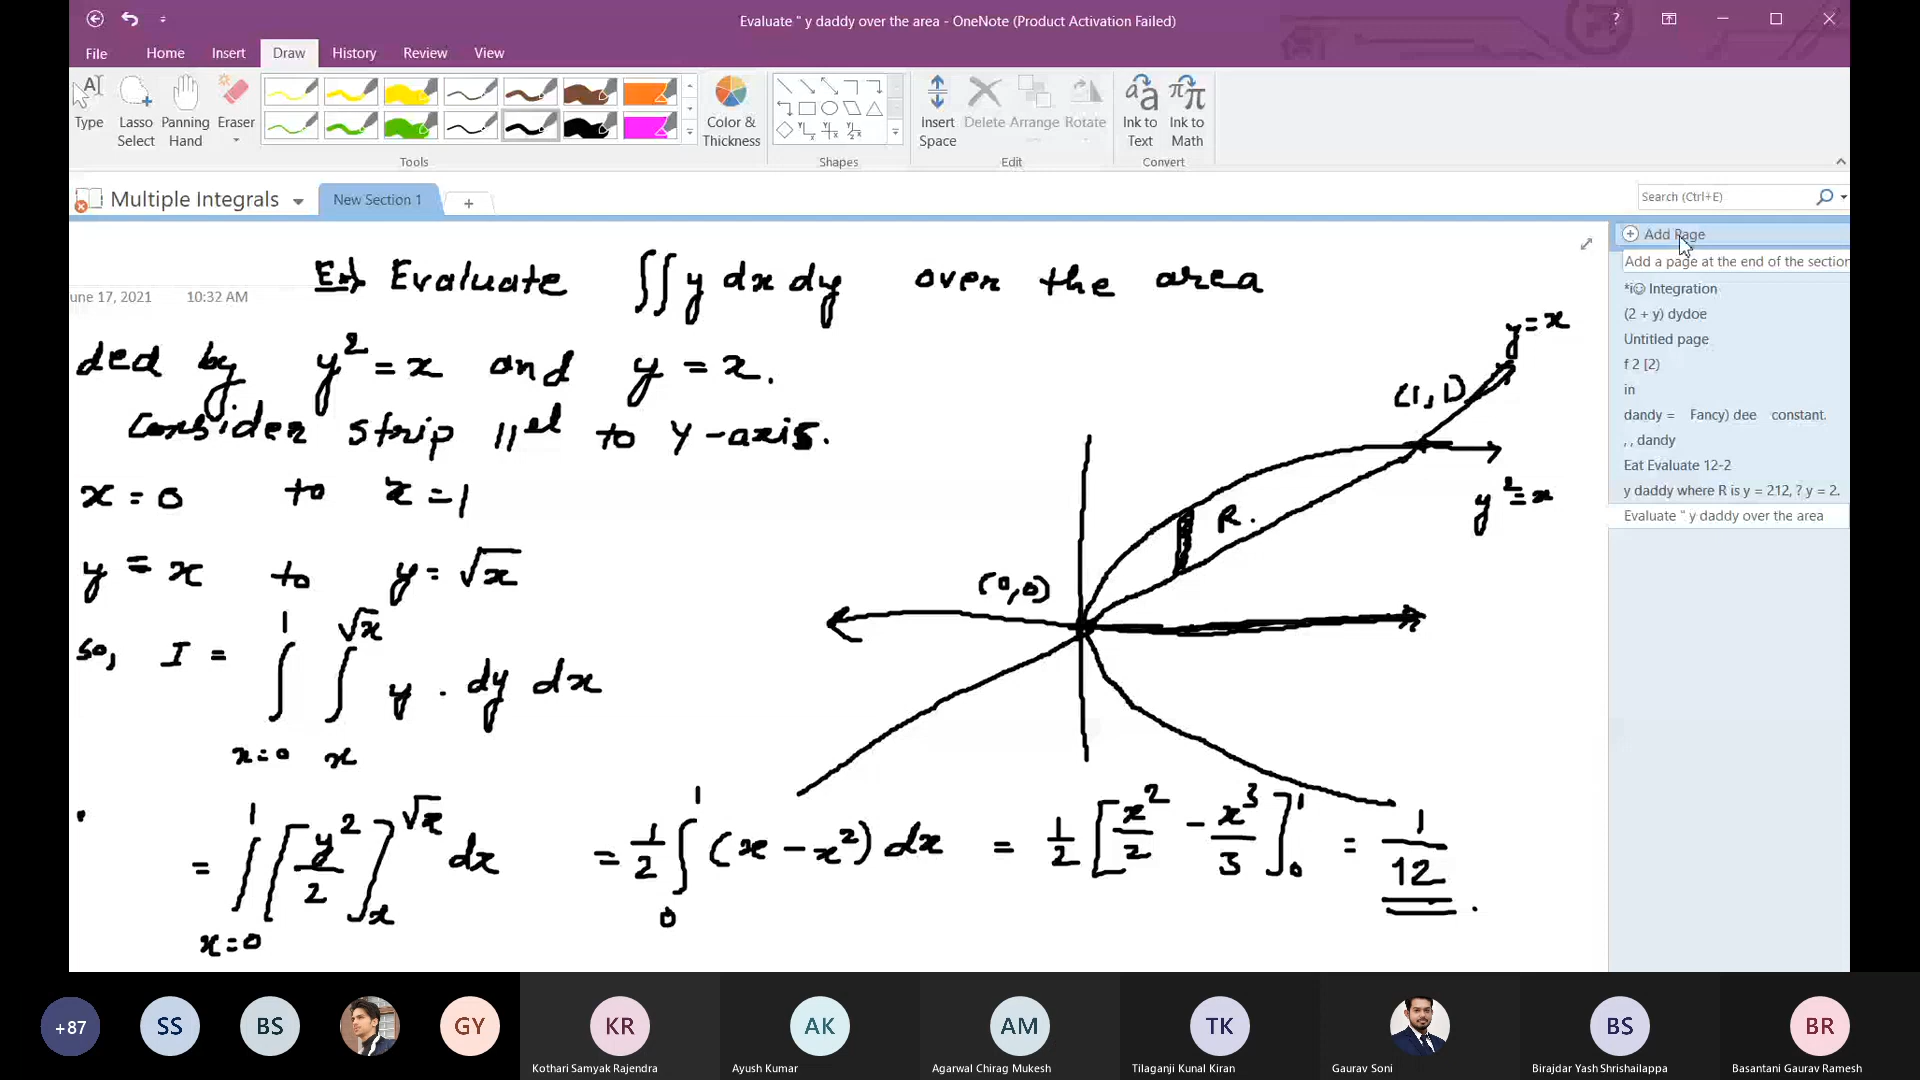 Evaluate " y daddy over the area - OneNote (Product Activation Failed)
?
File Home Insert Draw History Review View
Type
Lasso Select
Panning Hand
Eraser
Color & Thickness
Insert Space
Delete
Arrange
Rotate
Ink to Text
Ink to Math
Tools Shapes Edit Convert
Multiple Integrals New Section 1 +
Search (Ctrl+E)
Add Page
Add a page at the end of the section
*i☺ Integration
(2 + y) dydoe
Untitled page
f 2 [2)
in
dandy = Fancy) dee constant.
, , dandy
Eat Evaluate 12-2
y daddy where R is y = 212, ? y = 2.
Evaluate " y daddy over the area
une 17, 2021 10:32 AM
Ex) Evaluate ∫∫ y dx dy over the area
ded by y² = x and y = x.
Consider strip ||el to Y-axis.
x = 0 to x = 1
y = x to y = √x
so, I = ∫_{x=0}^{1} ∫_{x}^{√x} y . dy dx
= ∫_{x=0}^{1} [y²/2]_{x}^{√x} dx = 1/2 ∫_{0}^{1} (x - x²) dx = 1/2 [x²/2 - x³/3]_{0}^{1} = 1/12 .
y = x
(1, 1)
R.
y² = x
(0,0)
+87 SS BS GY KR AK AM TK BS BR
Kothari Samyak Rajendra
Ayush Kumar
Agarwal Chirag Mukesh
Tilaganji Kunal Kiran
Gaurav Soni
Birajdar Yash Shrishailappa
Basantani Gaurav Ramesh